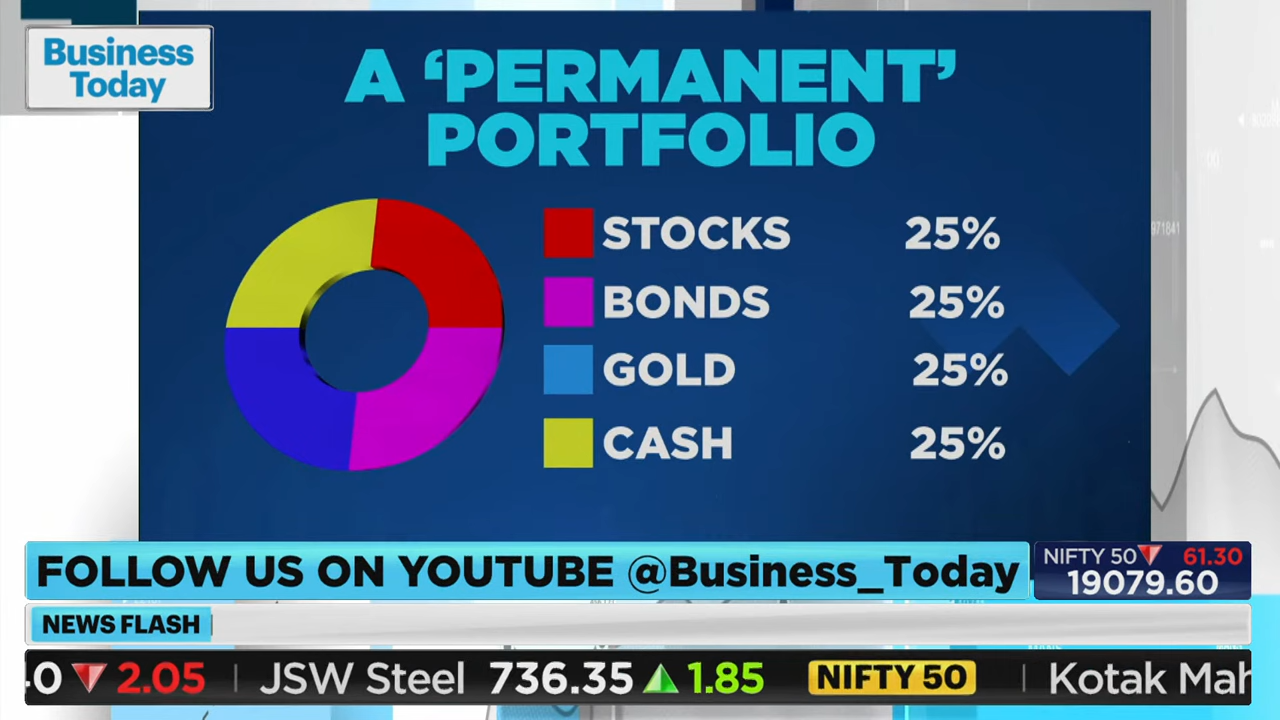 Business
Today
A ‘PERMANENT’
PORTFOLIO
STOCKS 25%
BONDS 25%
GOLD 25%
CASH 25%
971841
FOLLOW US ON YOUTUBE @Business_Today
NIFTY 50 61.30
19079.60
NEWS FLASH
2.05 JSW Steel 736.35 1.85 NIFTY 50 Kotak Mah